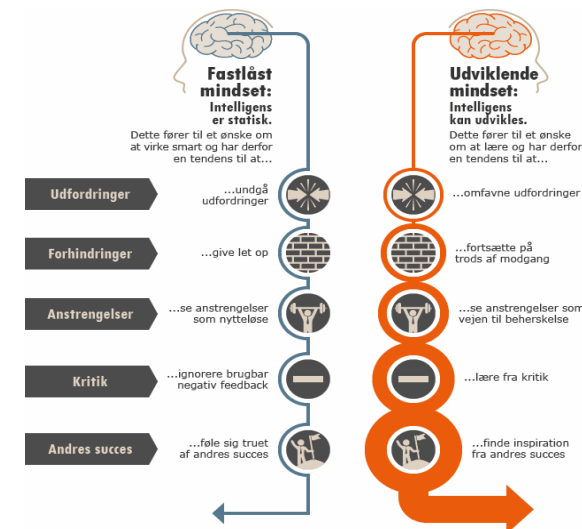 Fastlåst
mindset:
Intelligens
er statisk.
Dette fører til et ønske om
at virke smart og har derfor
en tendens til at...
Udviklende
mindset:
Intelligens
kan udvikles.
Dette fører til et ønske
om at lære og har derfor
en tendens til at...
Udfordringer
...undgå
udfordringer
...omfavne udfordringer
Forhindringer
...give let op
...fortsætte på
trods af modgang
Anstrengelser
...se anstrengelser
som nytteløse
...se anstrengelser som
vejen til beherskelse
Kritik
...ignorere brugbar
negativ feedback
...lære fra kritik
Andres succes
...føle sig truet
af andres succes
...finde inspiration
fra andres succes